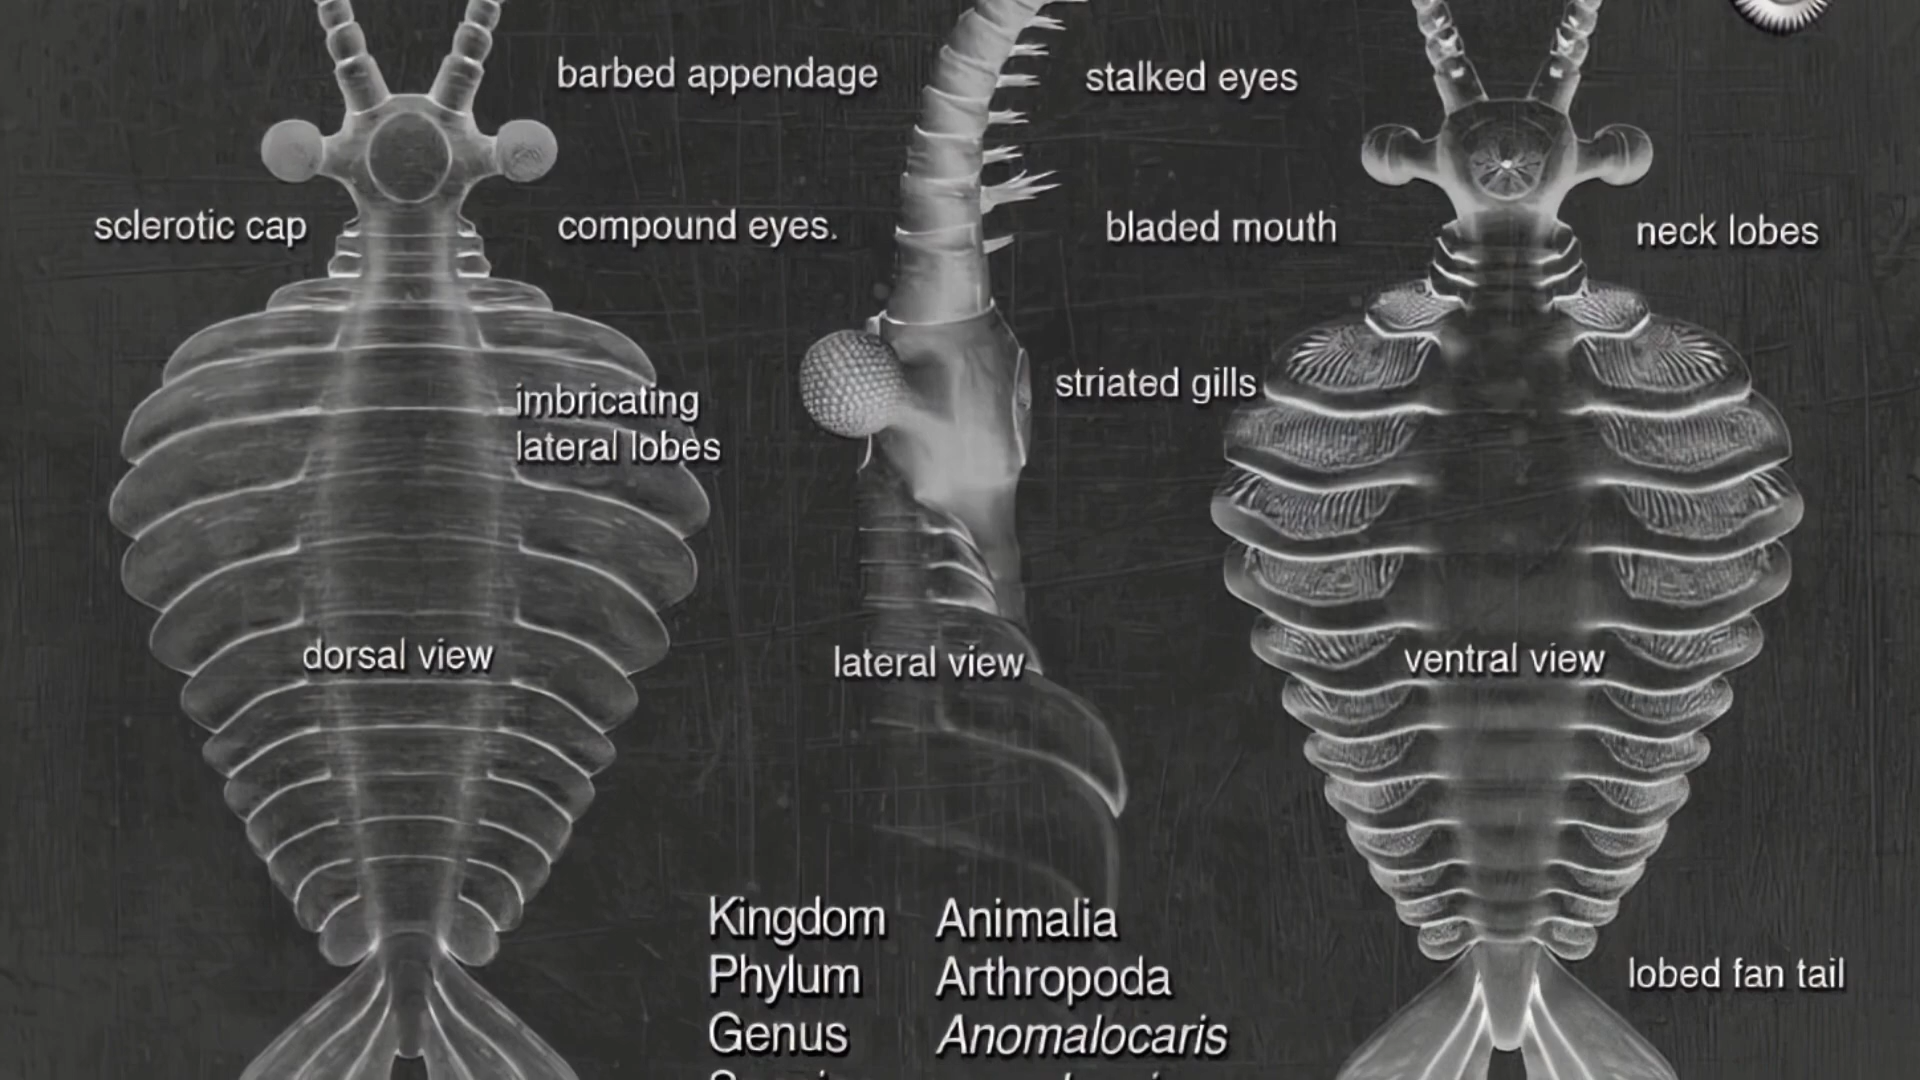 barbed appendage
stalked eyes
sclerotic cap
compound eyes.
bladed mouth
neck lobes
striated gills
imbricating
lateral lobes
dorsal view
lateral view
ventral view
Kingdom Animalia
Phylum Arthropoda
lobed fan tail
Genus Anomalocaris